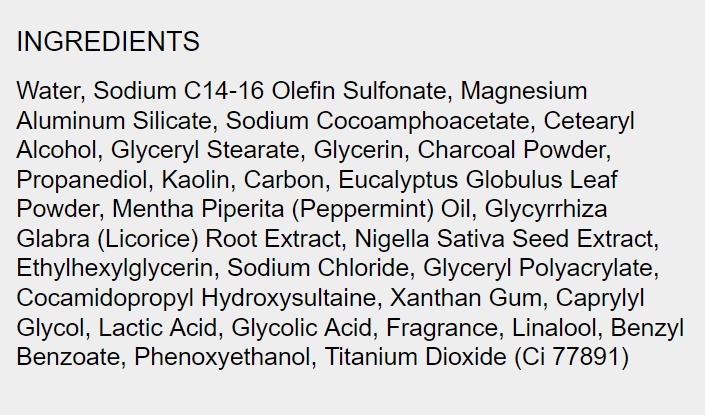 INGREDIENTS
Water, Sodium C14-16 Olefin Sulfonate, Magnesium
Aluminum Silicate, Sodium Cocoamphoacetate, Cetearyl
Alcohol, Glyceryl Stearate, Glycerin, Charcoal Powder,
Propanediol, Kaolin, Carbon, Eucalyptus Globulus Leaf
Powder, Mentha Piperita (Peppermint) Oil, Glycyrrhiza
Glabra (Licorice) Root Extract, Nigella Sativa Seed Extract,
Ethylhexylglycerin, Sodium Chloride, Glyceryl Polyacrylate,
Cocamidopropyl Hydroxysultaine, Xanthan Gum, Caprylyl
Glycol, Lactic Acid, Glycolic Acid, Fragrance, Linalool, Benzyl
Benzoate, Phenoxyethanol, Titanium Dioxide (Ci 77891)